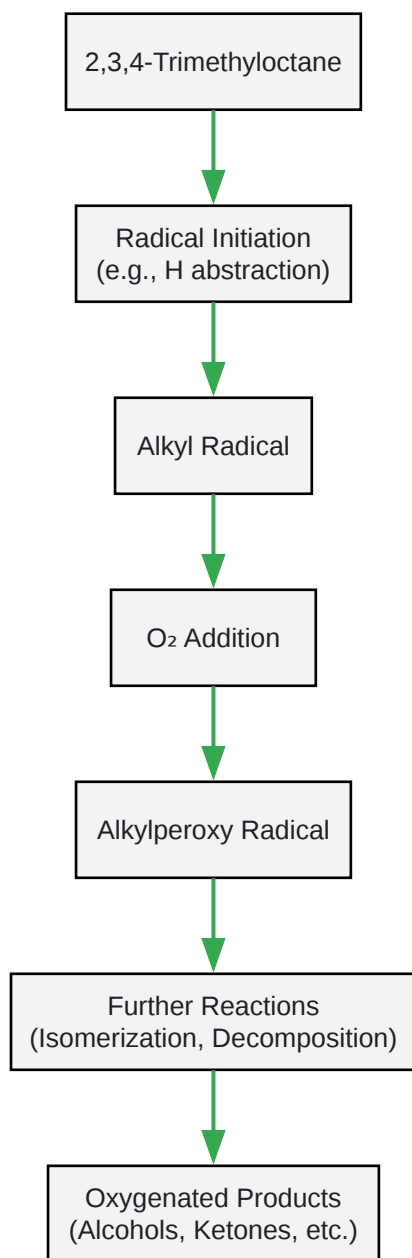 2,3,4-Trimethyloctane
Radical Initiation
(e.g., H abstraction)
Alkyl Radical
O₂ Addition
Alkylperoxy Radical
Further Reactions
(Isomerization, Decomposition)
Oxygenated Products
(Alcohols, Ketones, etc.)